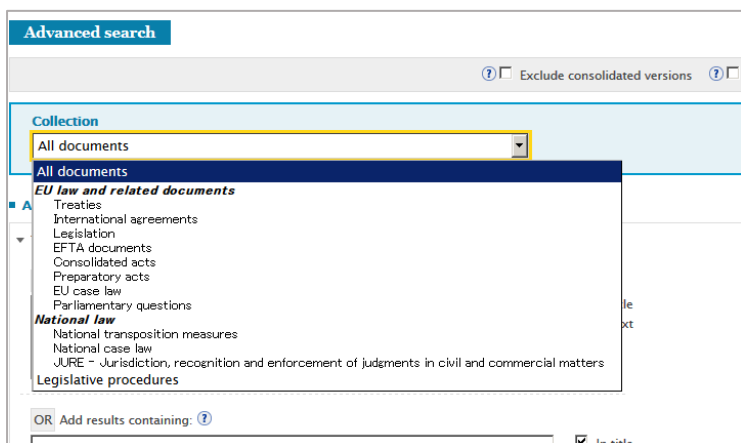 Advanced search
Exclude consolidated versions
Collection
All documents
All documents
EU law and related documents
Treaties
International agreements
Legislation
EFTA documents
Consolidated acts
Preparatory acts
EU case law
Parliamentary questions
National law
National transposition measures
National case law
JURE - Jurisdiction, recognition and enforcement of judgments in civil and commercial matters
Legislative procedures
OR Add results containing:
In title